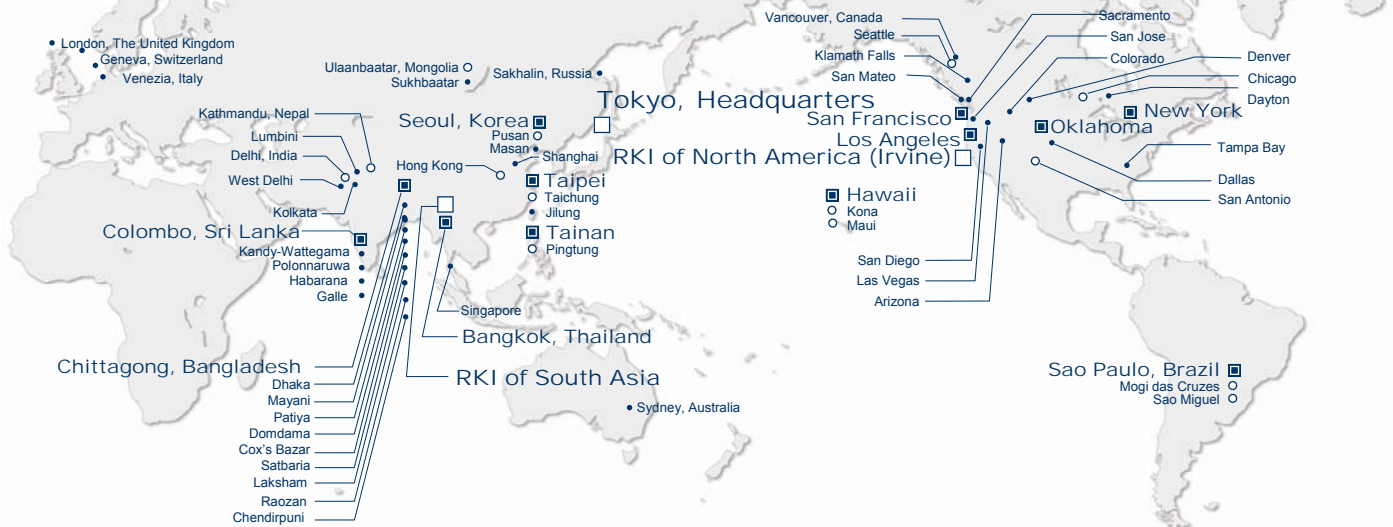 London, The United Kingdom
Geneva, Switzerland
Venezia, Italy
Ulaanbaatar, Mongolia
Sukhbaatar
Sakhalin, Russia
Tokyo, Headquarters
Kathmandu, Nepal
Lumbini
Delhi, India
West Delhi
Kolkata
Seoul, Korea
Pusan
Masan
Hong Kong
Shanghai
Taipei
Taichung
Jilung
Tainan
Pingtung
Colombo, Sri Lanka
Kandy-Wattegama
Polonnaruwa
Habarana
Galle
Singapore
Bangkok, Thailand
RKI of South Asia
Chittagong, Bangladesh
Dhaka
Mayani
Patiya
Domdama
Cox's Bazar
Satbaria
Laksham
Raozan
Chendirpuni
Sydney, Australia
Vancouver, Canada
Seattle
Klamath Falls
San Mateo
San Francisco
Los Angeles
RKI of North America (Irvine)
Hawaii
Kona
Maui
San Diego
Las Vegas
Arizona
Sacramento
San Jose
Colorado
Denver
Chicago
Dayton
New York
Oklahoma
Tampa Bay
Dallas
San Antonio
Sao Paulo, Brazil
Mogi das Cruzes
Sao Miguel